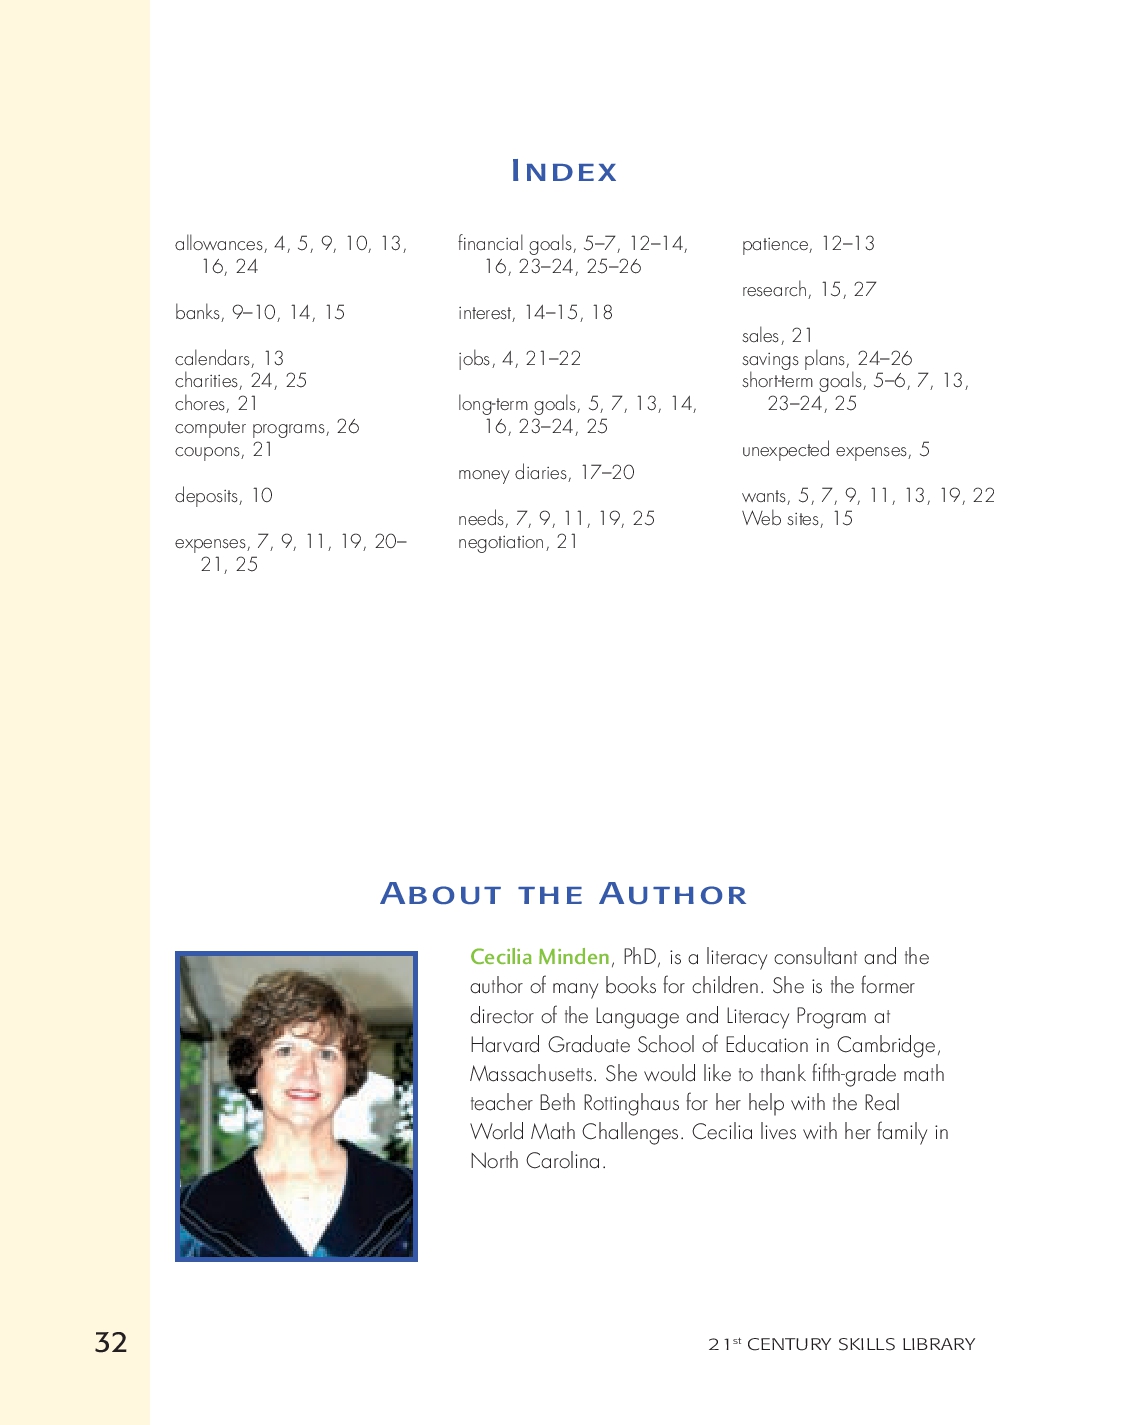 INDEX
allowances, 4, 5, 9, 10, 13,
16, 24
banks, 9–10, 14, 15
calendars, 13
charities, 24, 25
chores, 21
computer programs, 26
coupons, 21
deposits, 10
expenses, 7, 9, 11, 19, 20–
21, 25
financial goals, 5–7, 12–14,
16, 23–24, 25–26
interest, 14–15, 18
jobs, 4, 21–22
long-term goals, 5, 7, 13, 14,
16, 23–24, 25
money diaries, 17–20
needs, 7, 9, 11, 19, 25
negotiation, 21
patience, 12–13
research, 15, 27
sales, 21
savings plans, 24–26
short-term goals, 5–6, 7, 13,
23–24, 25
unexpected expenses, 5
wants, 5, 7, 9, 11, 13, 19, 22
Web sites, 15
ABOUT THE AUTHOR
Cecilia Minden, PhD, is a literacy consultant and the
author of many books for children. She is the former
director of the Language and Literacy Program at
Harvard Graduate School of Education in Cambridge,
Massachusetts. She would like to thank fifth-grade math
teacher Beth Rottinghaus for her help with the Real
World Math Challenges. Cecilia lives with her family in
North Carolina.
32
21st CENTURY SKILLS LIBRARY